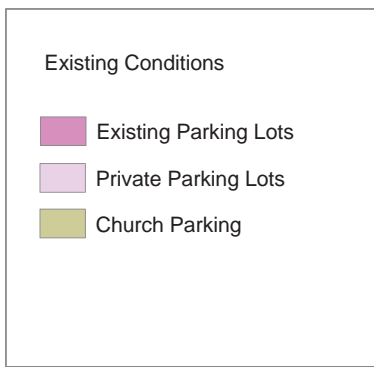 Existing Conditions
Existing Parking Lots
Private Parking Lots
Church Parking